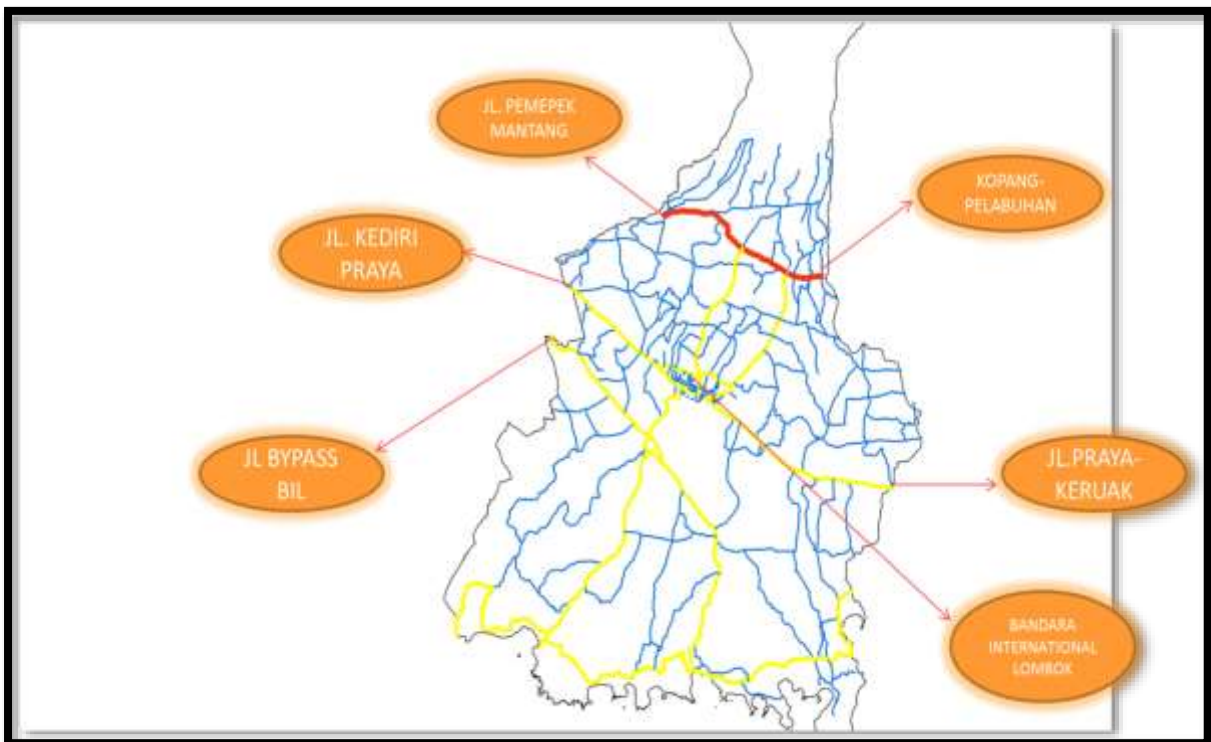 JL. PEMEPEK
MANTANG
KOPANG-
PELABUHAN
JL. KEDIRI
PRAYA
JL BYPASS
BIL
JL.PRAYA-
KERUAK
BANDARA
INTERNATIONAL
LOMBOK